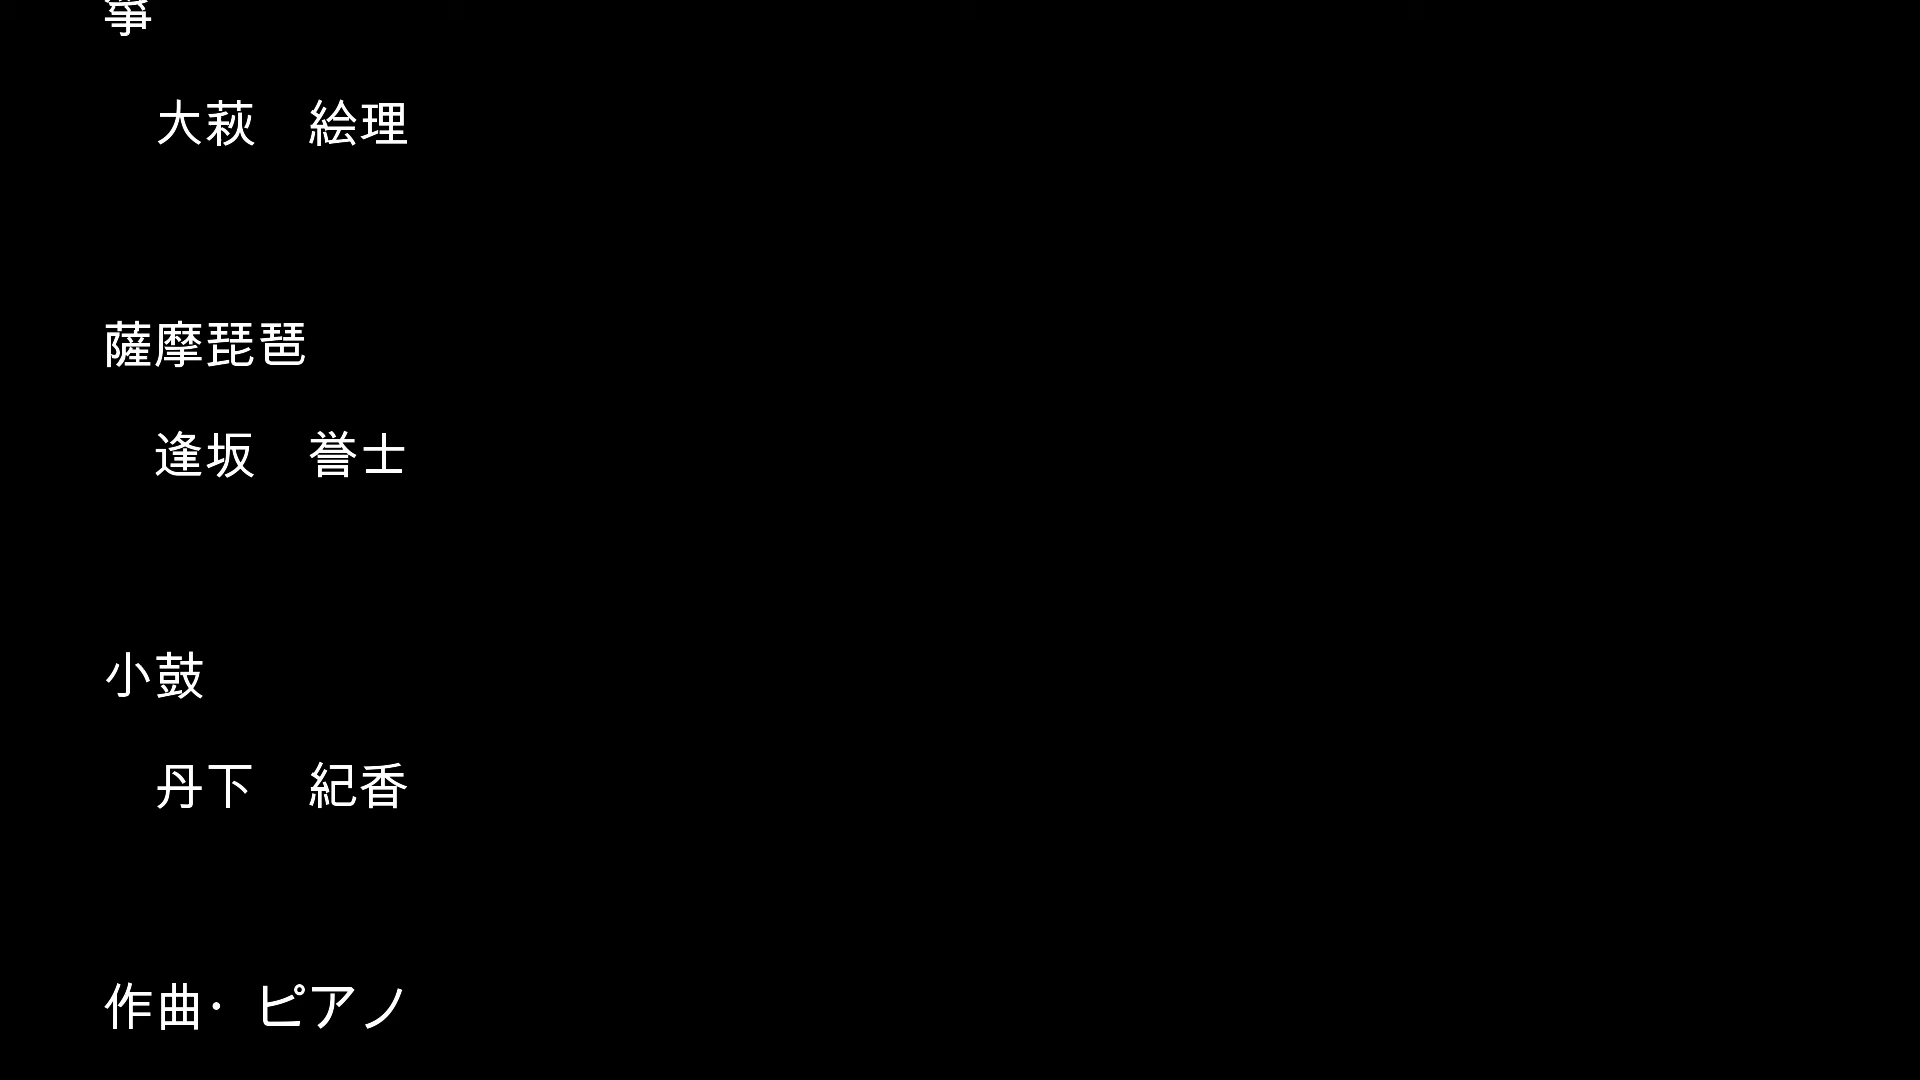 箏
大萩　絵理
薩摩琵琶
逢坂　誉士
小鼓
丹下　紀香
作曲・ピアノ